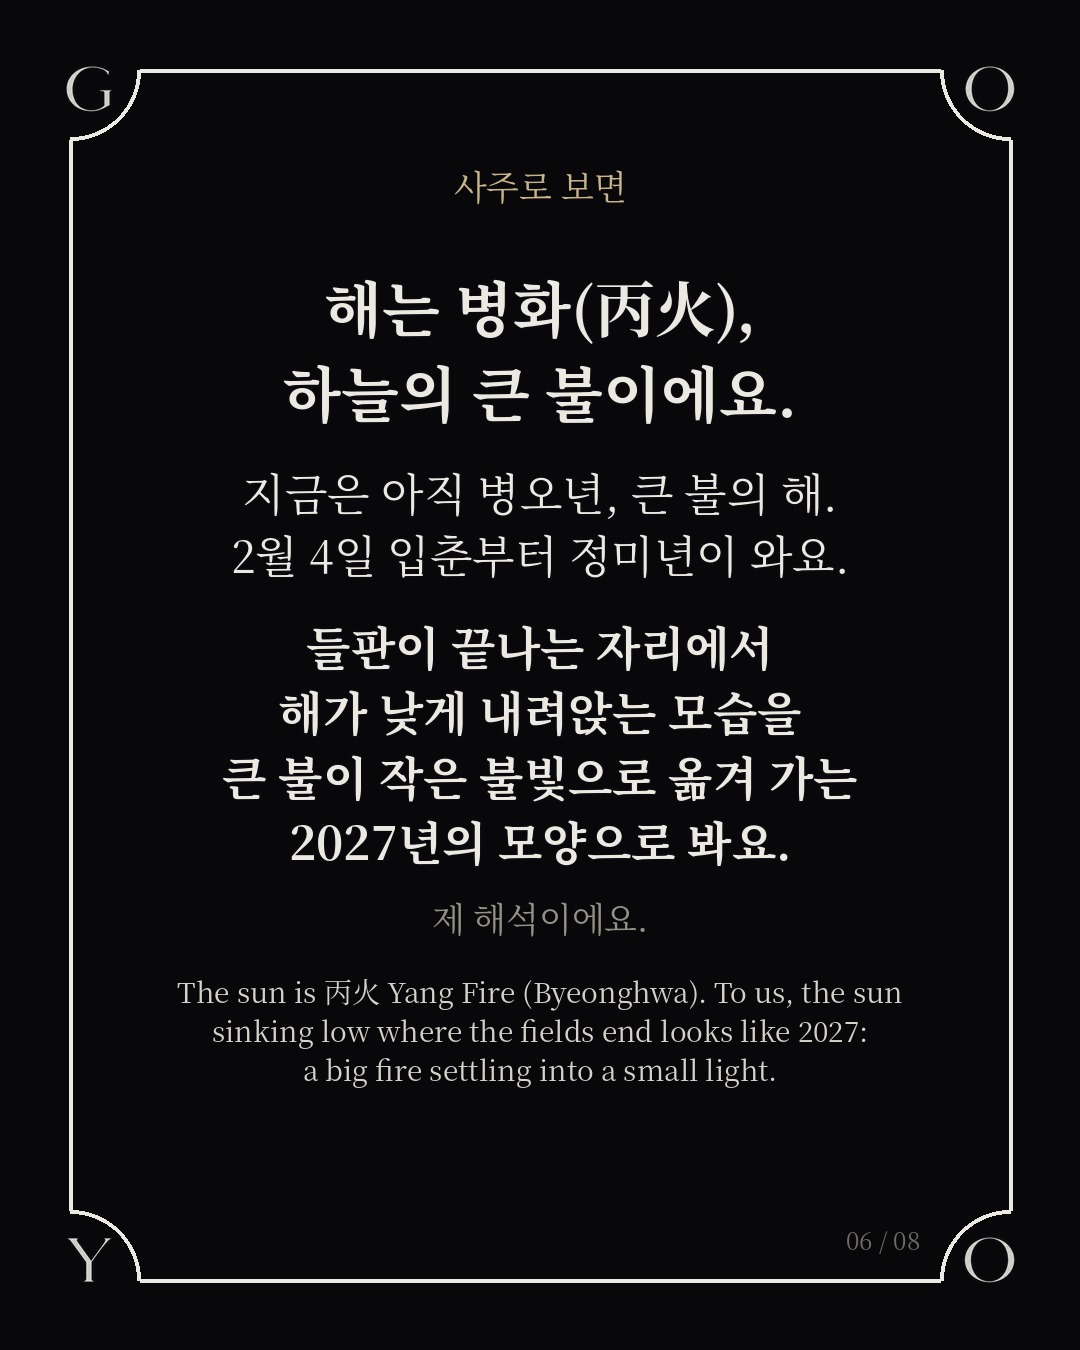 G O
사주로 보면
해는 병화(丙火),
하늘의 큰 불이에요.
지금은 아직 병오년, 큰 불의 해.
2월 4일 입춘부터 정미년이 와요.
들판이 끝나는 자리에서
해가 낮게 내려앉는 모습을
큰 불이 작은 불빛으로 옮겨 가는
2027년의 모양으로 봐요.
제 해석이에요.
The sun is 丙火 Yang Fire (Byeonghwa). To us, the sun
sinking low where the fields end looks like 2027:
a big fire settling into a small light.
06 / 08
Y O